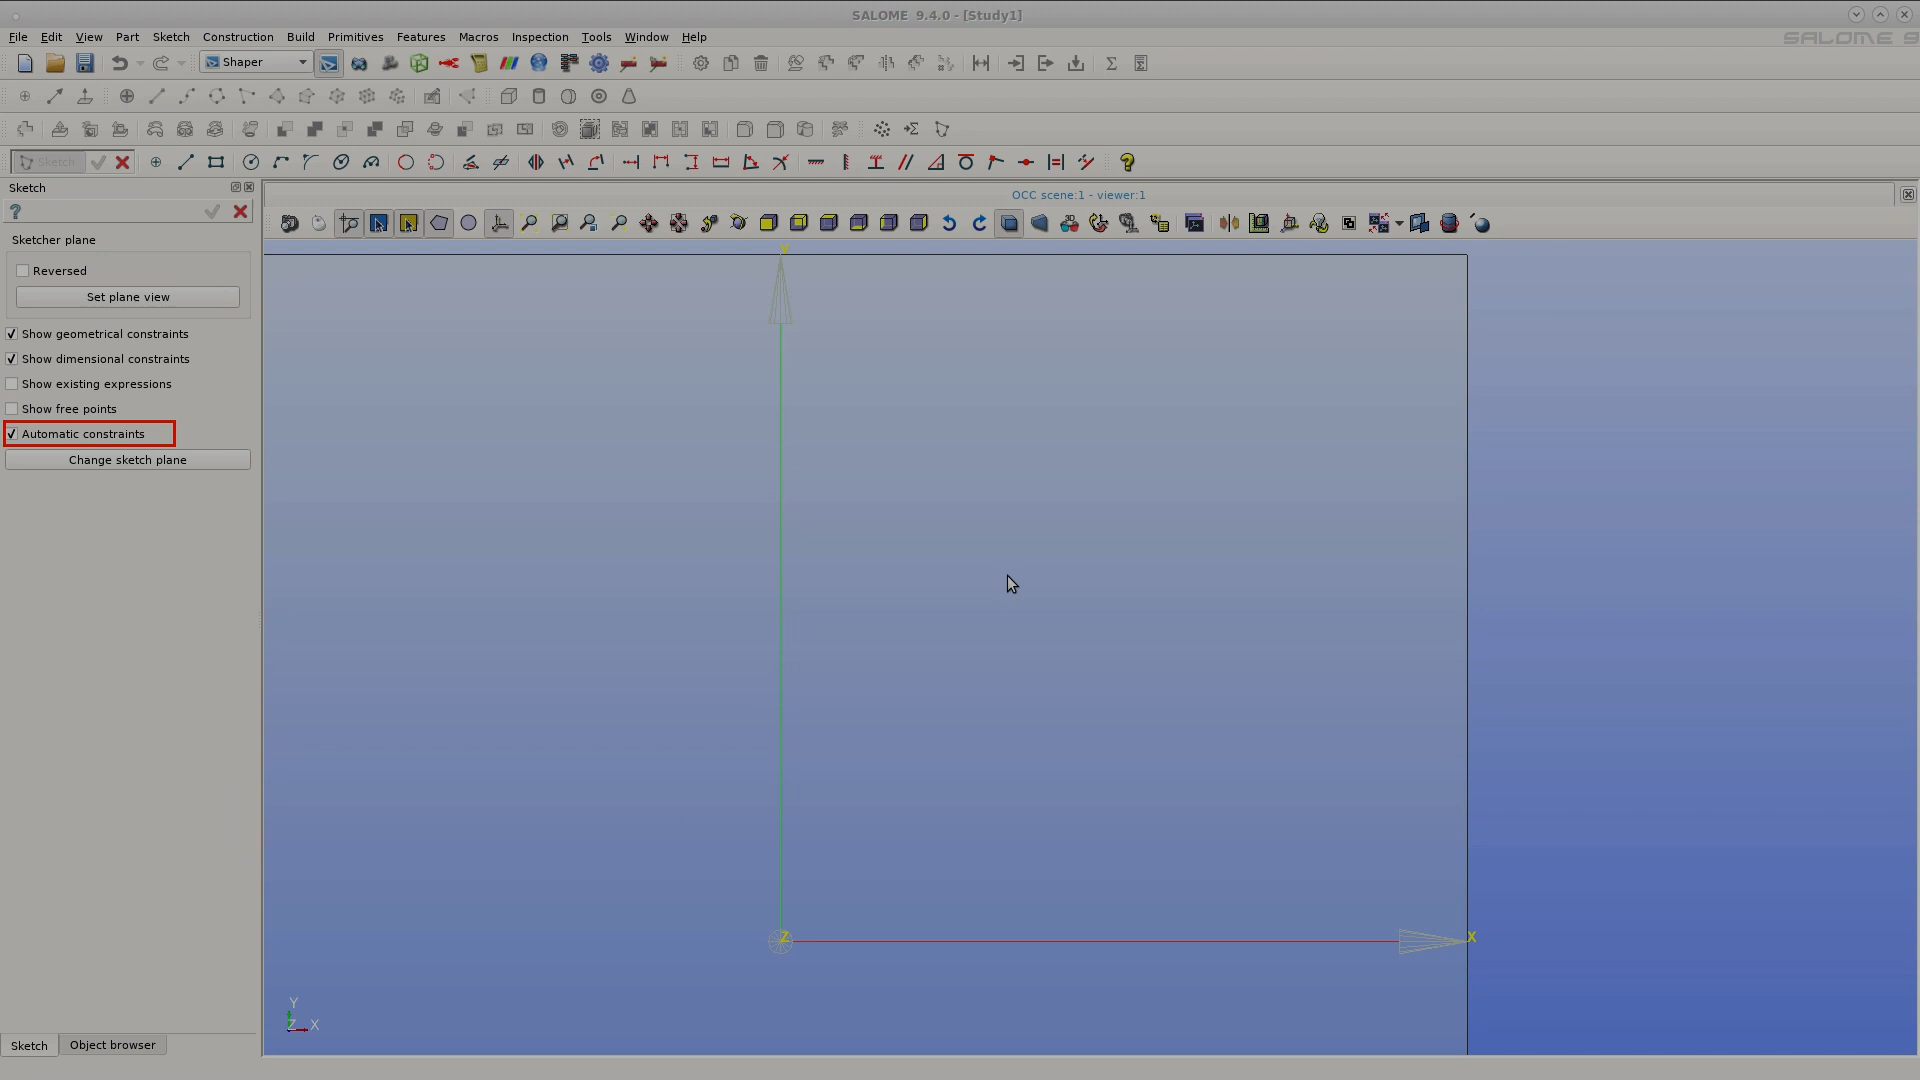 SALOME 9.4.0 - [Study1]
File Edit View Part Sketch Construction Build Primitives Features Macros Inspection Tools Window Help
SALOME 9
Shaper
Sketch
Sketch
OCC scene:1 - viewer:1
Sketcher plane
Reversed
Set plane view
Show geometrical constraints
Show dimensional constraints
Show existing expressions
Show free points
Automatic constraints
Change sketch plane
Y
Z
X
Y
Z
X
Sketch
Object browser